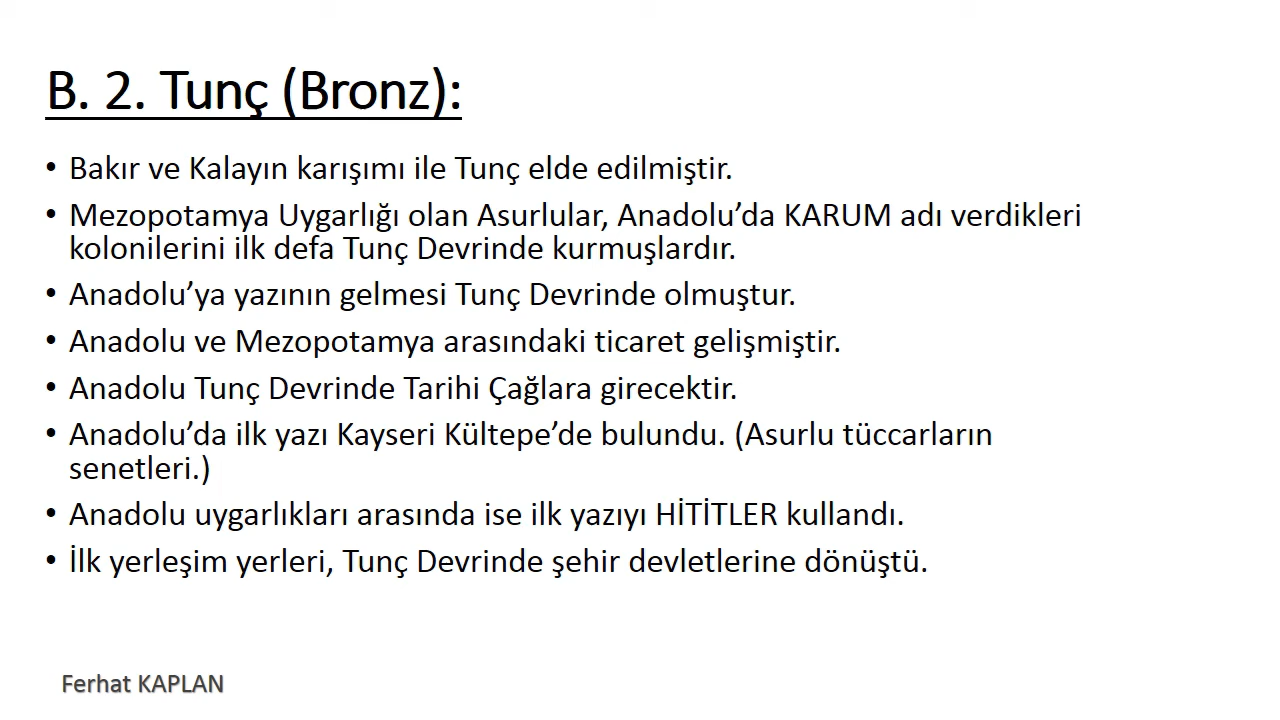 B. 2. Tunç (Bronz):
• Bakır ve Kalayın karışımı ile Tunç elde edilmiştir.
• Mezopotamya Uygarlığı olan Asurlular, Anadolu’da KARUM adı verdikleri
kolonilerini ilk defa Tunç Devrinde kurmuşlardır.
• Anadolu’ya yazının gelmesi Tunç Devrinde olmuştur.
• Anadolu ve Mezopotamya arasındaki ticaret gelişmiştir.
• Anadolu Tunç Devrinde Tarihi Çağlara girecektir.
• Anadolu’da ilk yazı Kayseri Kültepe’de bulundu. (Asurlu tüccarların
senetleri.)
• Anadolu uygarlıkları arasında ise ilk yazıyı HİTİTLER kullandı.
• İlk yerleşim yerleri, Tunç Devrinde şehir devletlerine dönüştü.
Ferhat KAPLAN